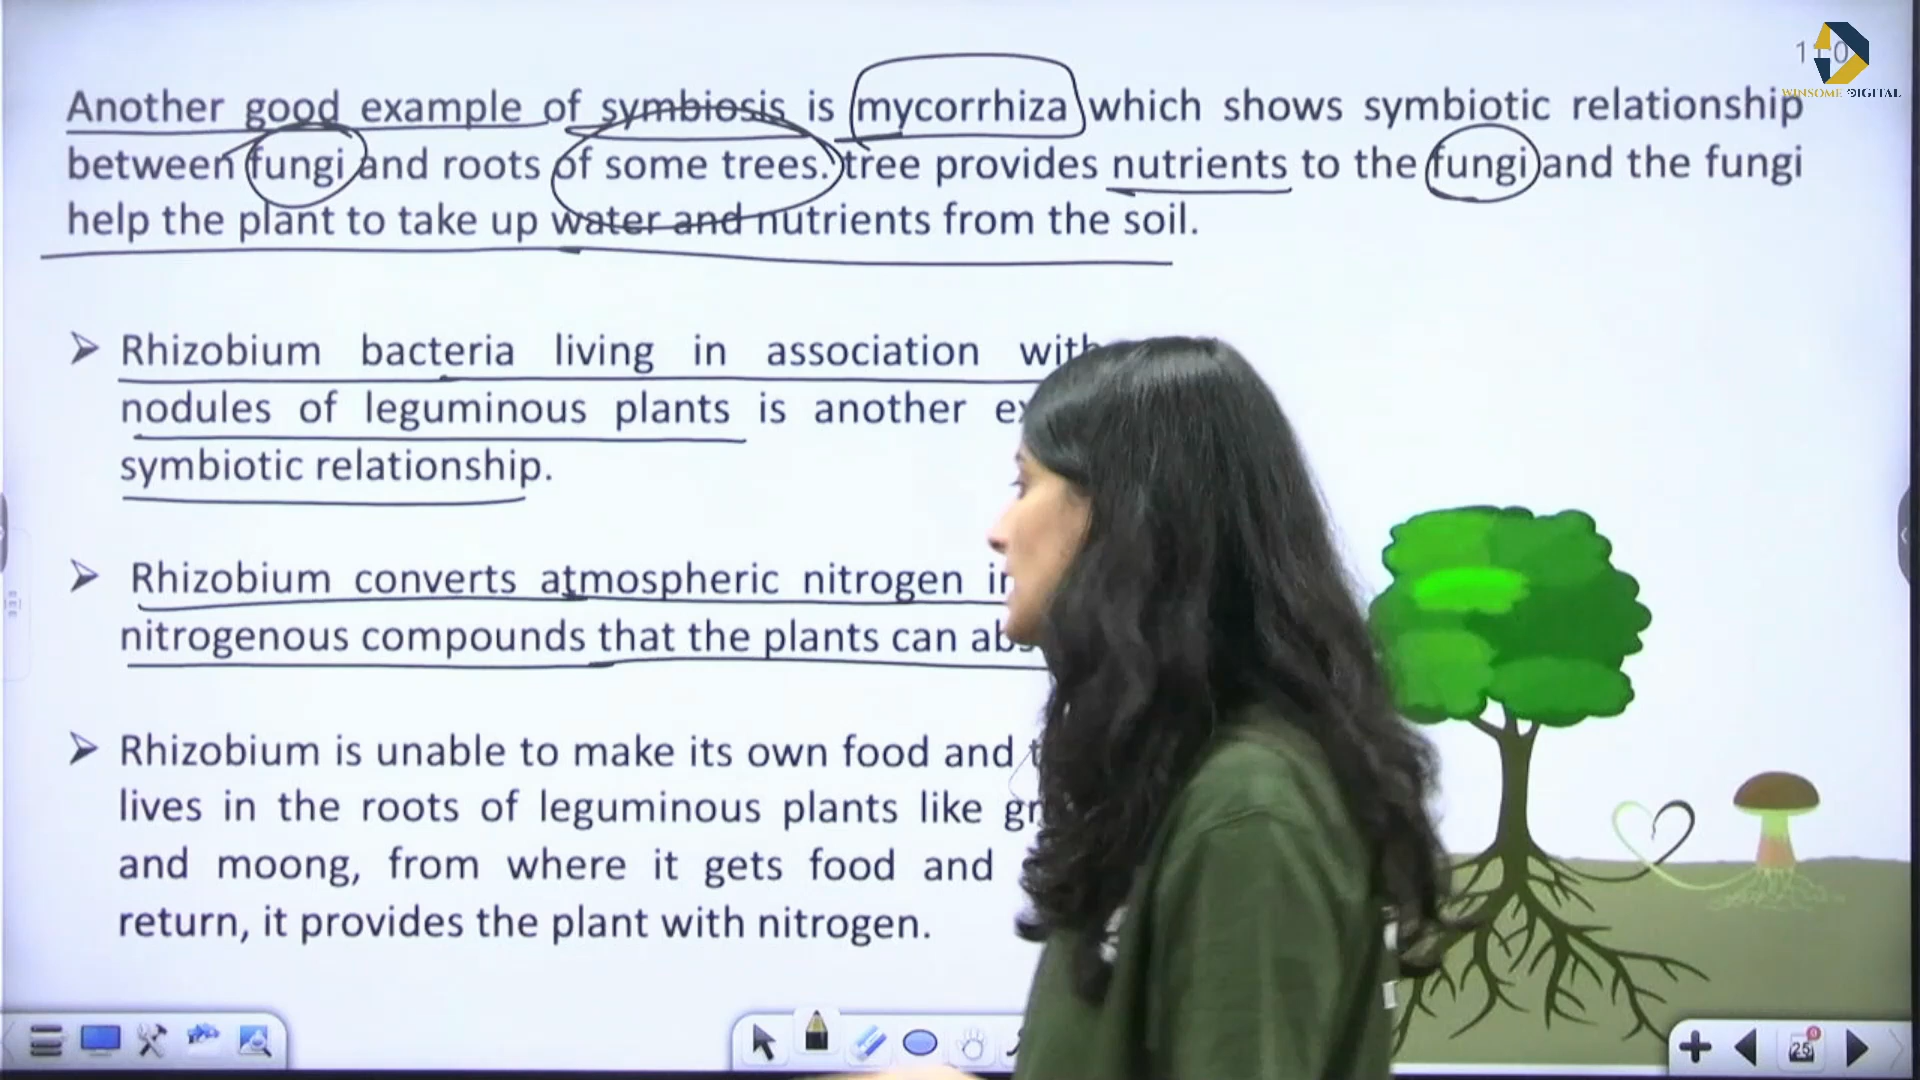 Another good example of symbiosis is mycorrhiza which shows symbiotic relationship
between fungi and roots of some trees. tree provides nutrients to the fungi and the fungi
help the plant to take up water and nutrients from the soil.
➢ Rhizobium bacteria living in association with
nodules of leguminous plants is another
symbiotic relationship.
➢ Rhizobium converts atmospheric nitrogen
nitrogenous compounds that the plants can
➢ Rhizobium is unable to make its own food and
lives in the roots of leguminous plants like
and moong, from where it gets food and
return, it provides the plant with nitrogen.
WINSOME DIGITAL
25